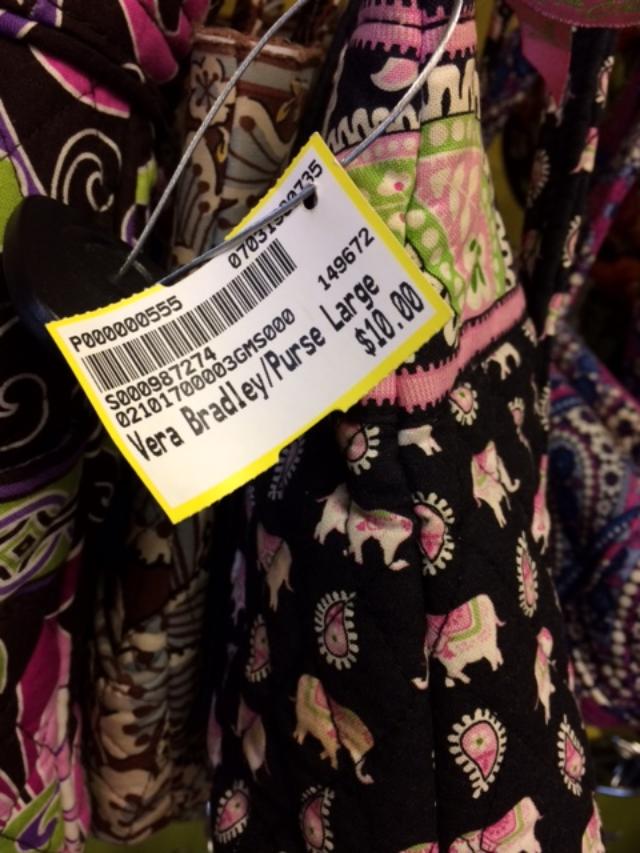 P000000555
S000987274
02101700003GMS000
149672
Vera Bradley/Purse Large
$10.00